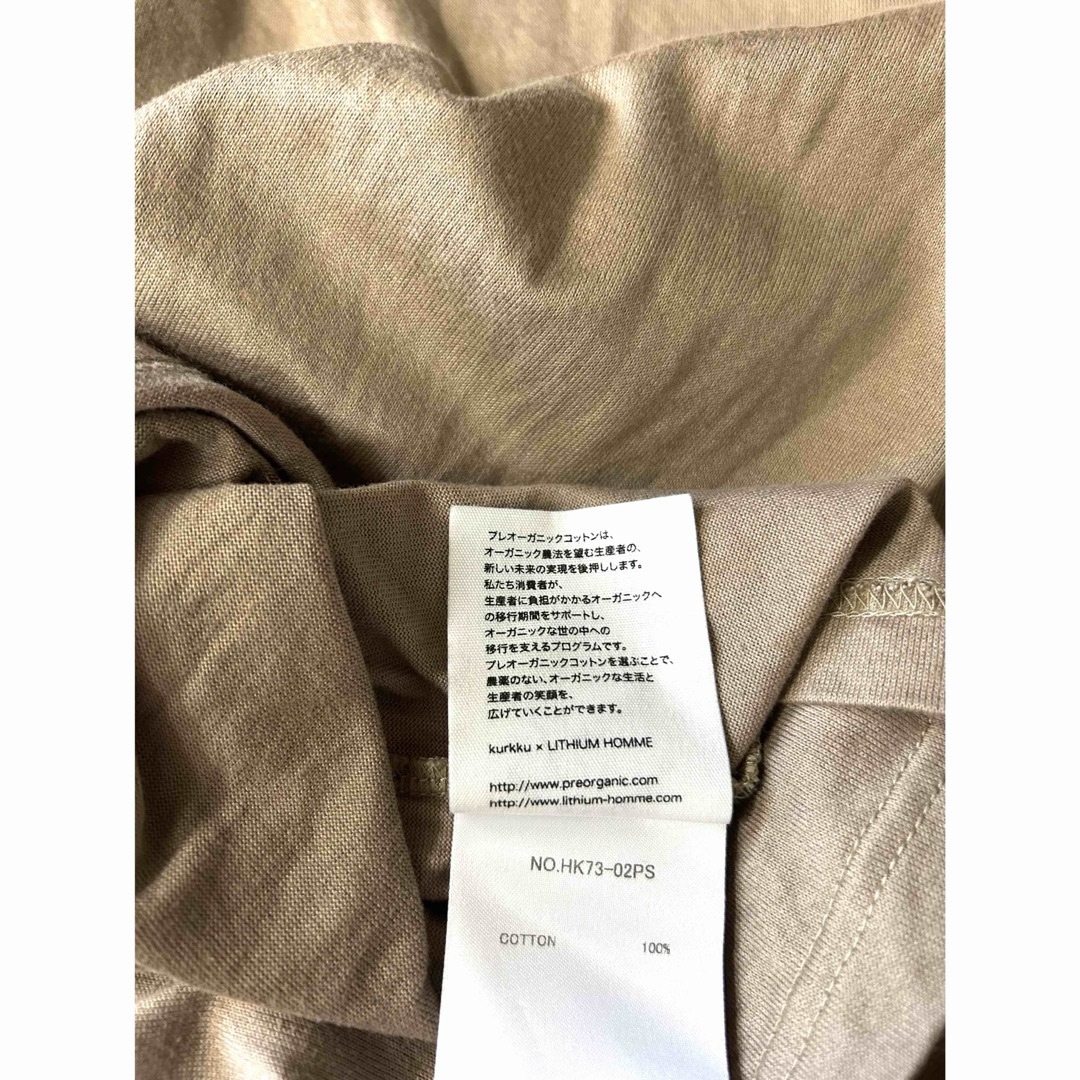 プレオーガニックコットンは、
オーガニック農法を望む生産者の、
新しい未来の実現を後押しします。
私たち消費者が、
生産者に負担がかかるオーガニックへ
の移行期間をサポートし、
オーガニックな世の中への
移行を支えるプログラムです。
プレオーガニックコットンを選ぶことで、
農薬のない、オーガニックな生活と
生産者の笑顔を、
広げていくことができます。
kurkku × LITHIUM HOMME
http://www.preorganic.com
http://www.lithium-homme.com
NO.HK73-02PS
COTTON 100%